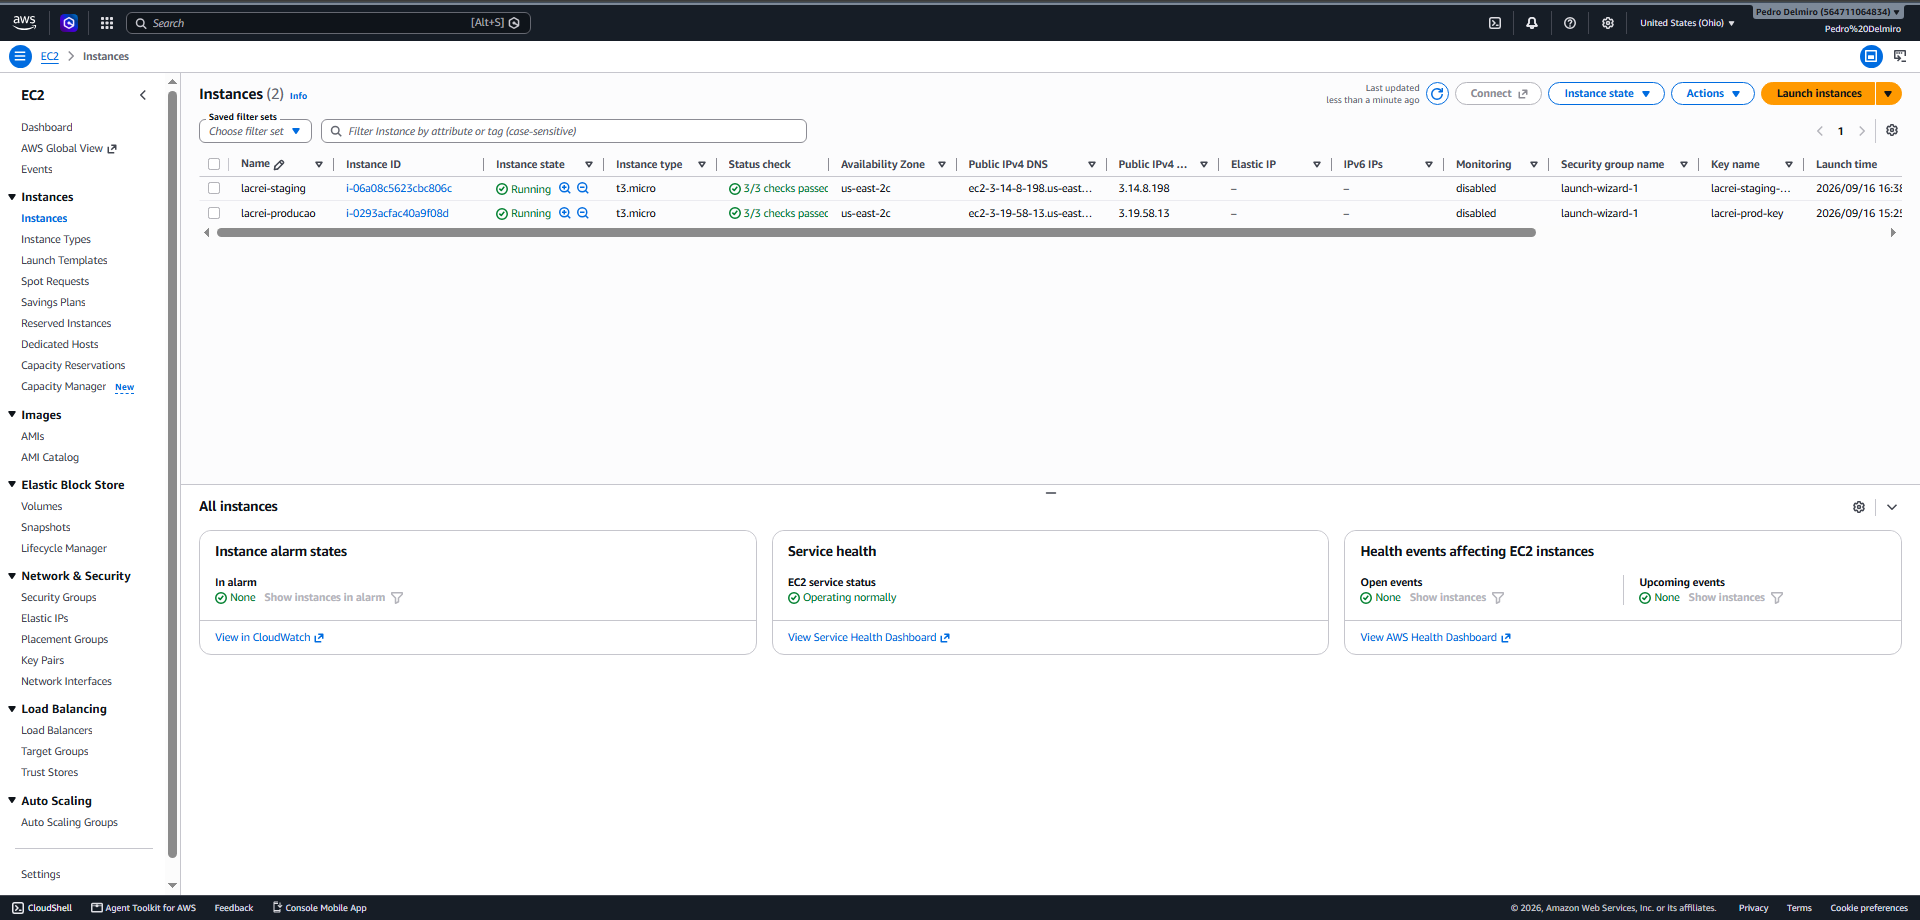 aws
Search [Alt+S]
United States (Ohio)
Pedro Delmiro (564711064834)
Pedro%20Delmiro
EC2
Instances
EC2
Dashboard
AWS Global View
Events
Instances
Instances
Instance Types
Launch Templates
Spot Requests
Savings Plans
Reserved Instances
Dedicated Hosts
Capacity Reservations
Capacity Manager New
Images
AMIs
AMI Catalog
Elastic Block Store
Volumes
Snapshots
Lifecycle Manager
Network & Security
Security Groups
Elastic IPs
Placement Groups
Key Pairs
Network Interfaces
Load Balancing
Load Balancers
Target Groups
Trust Stores
Auto Scaling
Auto Scaling Groups
Settings
Instances (2) Info
Last updated
less than a minute ago
Connect
Instance state
Actions
Launch instances
Saved filter sets
Choose filter set
Filter Instance by attribute or tag (case-sensitive)
1
Name Instance ID Instance state Instance type Status check Availability Zone Public IPv4 DNS Public IPv4 ... Elastic IP IPv6 IPs Monitoring Security group name Key name Launch time
lacrei-staging i-06a08c5623cbc806c Running t3.micro 3/3 checks passed us-east-2c ec2-3-14-8-198.us-east... 3.14.8.198 – – disabled launch-wizard-1 lacrei-staging-... 2026/09/16 16:38
lacrei-producao i-0293acfac40a9f08d Running t3.micro 3/3 checks passed us-east-2c ec2-3-19-58-13.us-east... 3.19.58.13 – – disabled launch-wizard-1 lacrei-prod-key 2026/09/16 15:25
All instances
Instance alarm states
In alarm
None Show instances in alarm
View in CloudWatch
Service health
EC2 service status
Operating normally
View Service Health Dashboard
Health events affecting EC2 instances
Open events
None Show instances
Upcoming events
None Show instances
View AWS Health Dashboard
CloudShell
Agent Toolkit for AWS
Feedback
Console Mobile App
© 2026, Amazon Web Services, Inc. or its affiliates.
Privacy
Terms
Cookie preferences